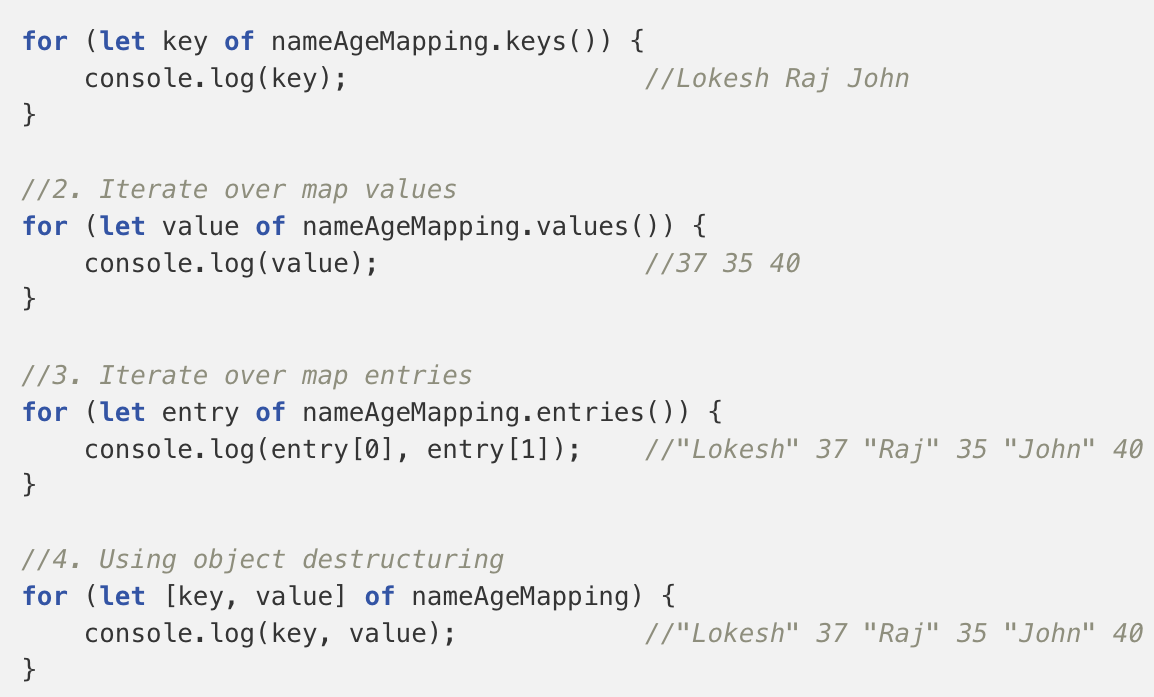 for (let key of nameAgeMapping.keys()) {
    console.log(key);                   //Lokesh Raj John
}

//2. Iterate over map values
for (let value of nameAgeMapping.values()) {
    console.log(value);                 //37 35 40
}

//3. Iterate over map entries
for (let entry of nameAgeMapping.entries()) {
    console.log(entry[0], entry[1]);    //"Lokesh" 37 "Raj" 35 "John" 40
}

//4. Using object destructuring
for (let [key, value] of nameAgeMapping) {
    console.log(key, value);            //"Lokesh" 37 "Raj" 35 "John" 40
}